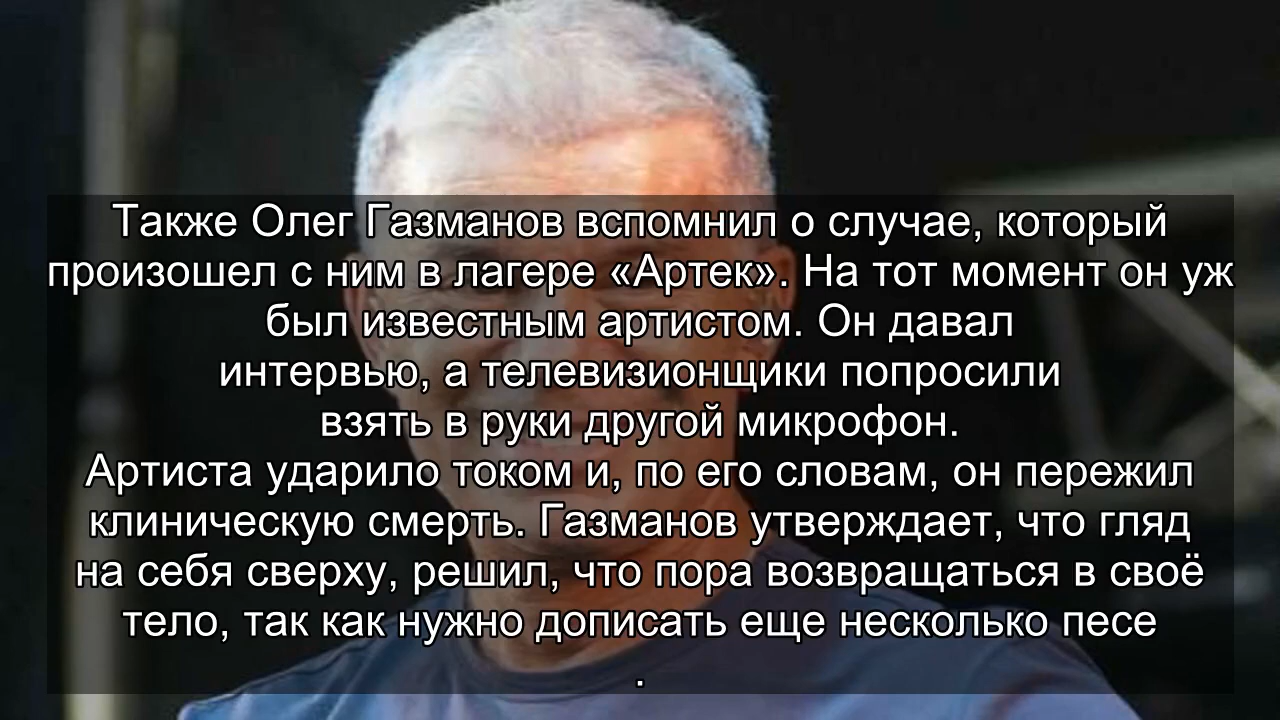 Также Олег Газманов вспомнил о случае, который
произошел с ним в лагере «Артек». На тот момент он уж
был известным артистом. Он давал
интервью, а телевизионщики попросили
взять в руки другой микрофон.
Артиста ударило током и, по его словам, он пережил
клиническую смерть. Газманов утверждает, что гляд
на себя сверху, решил, что пора возвращаться в своё
тело, так как нужно дописать еще несколько песе
.